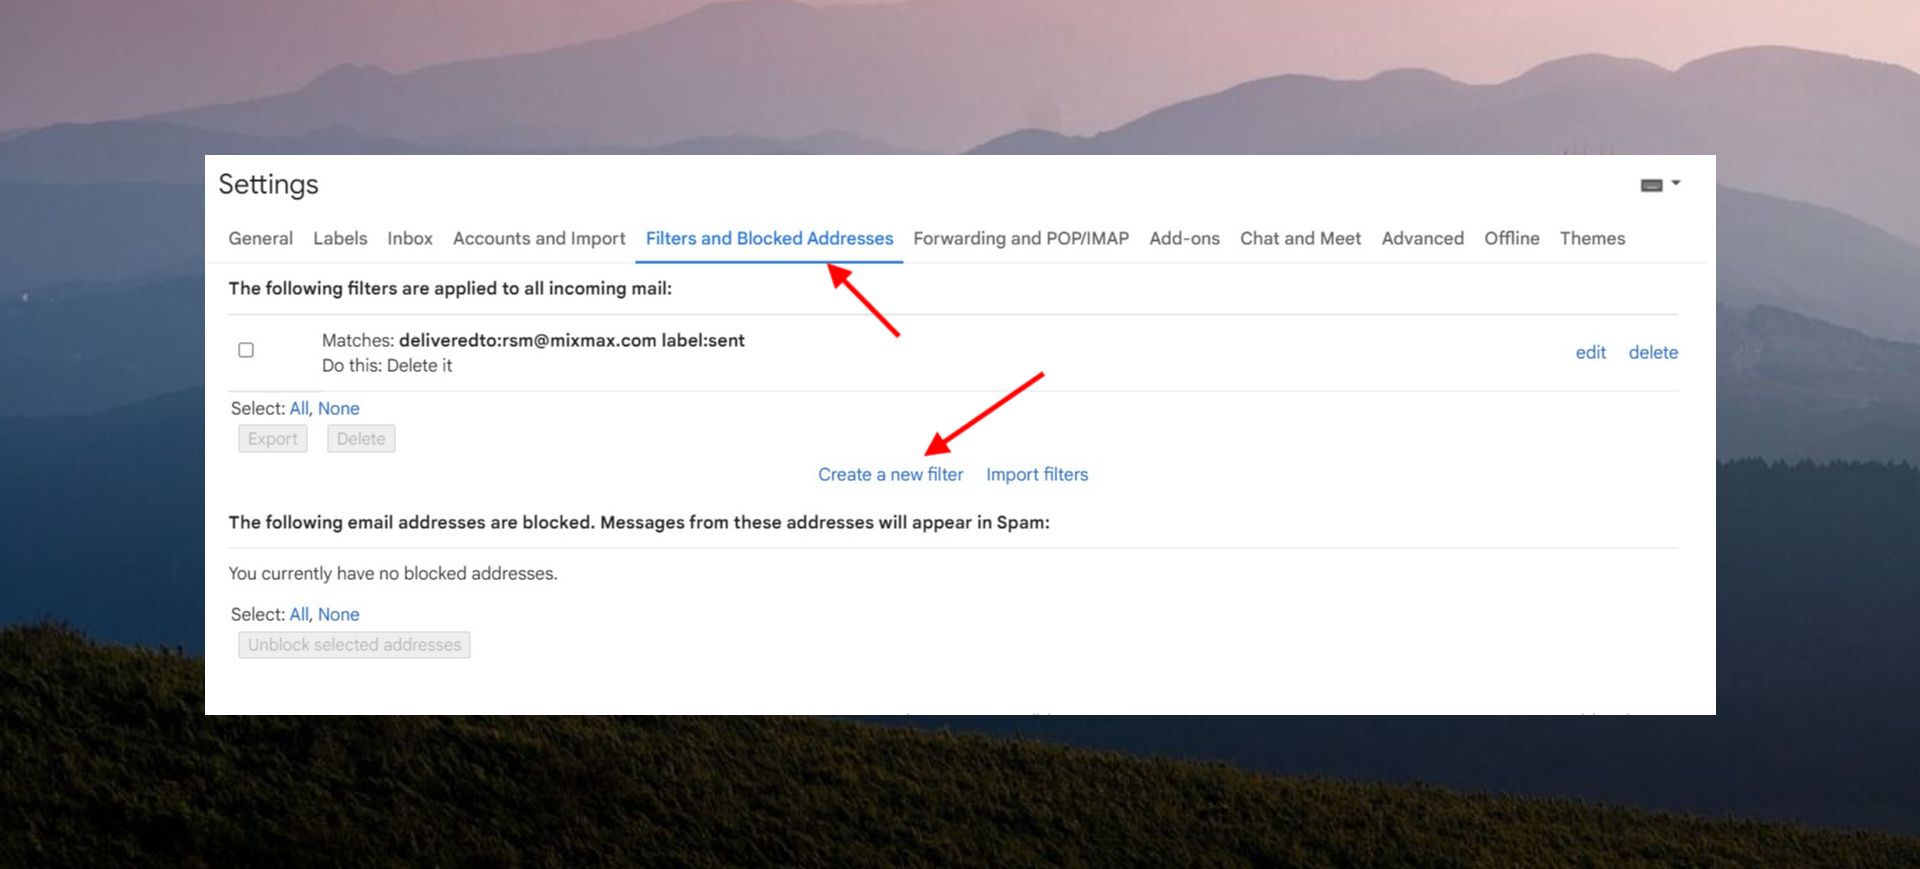 Settings
General Labels Inbox Accounts and Import Filters and Blocked Addresses Forwarding and POP/IMAP Add-ons Chat and Meet Advanced Offline Themes
The following filters are applied to all incoming mail:
Matches: deliveredto:rsm@mixmax.com label:sent
Do this: Delete it
edit delete
Select: All, None
Export Delete
Create a new filter Import filters
The following email addresses are blocked. Messages from these addresses will appear in Spam:
You currently have no blocked addresses.
Select: All, None
Unblock selected addresses